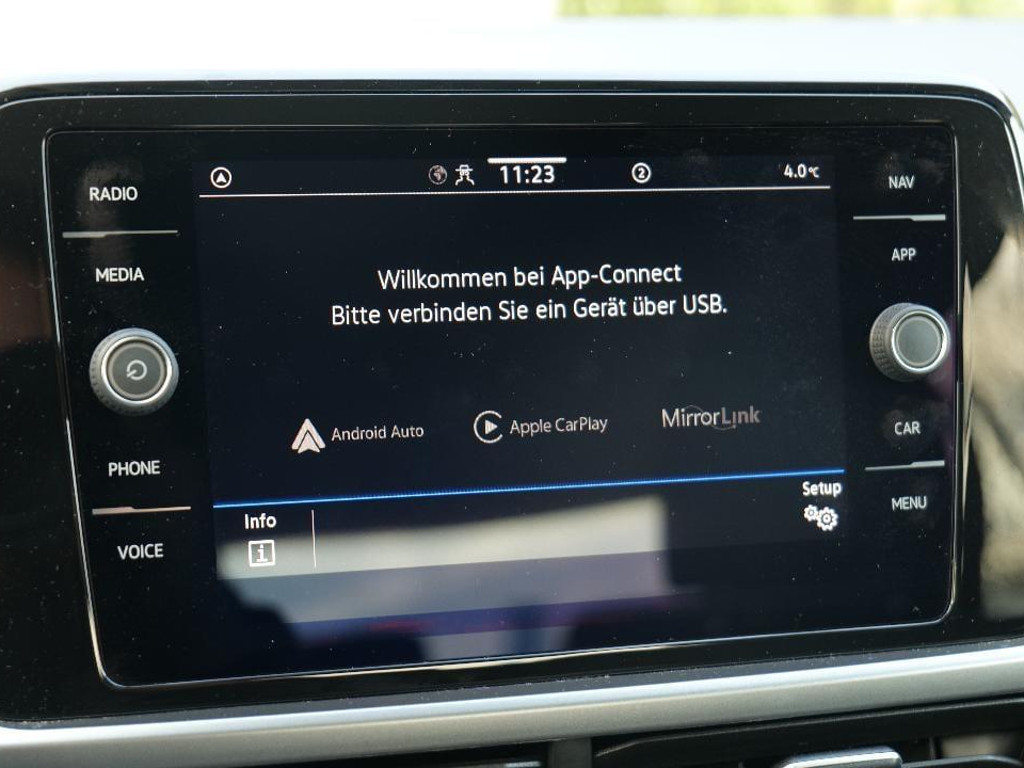 RADIO
MEDIA
PHONE
VOICE
11:23
2
4.0°C
Willkommen bei App-Connect
Bitte verbinden Sie ein Gerät über USB.
Android Auto
Apple CarPlay
MirrorLink
Info
i
Setup
NAV
APP
CAR
MENU